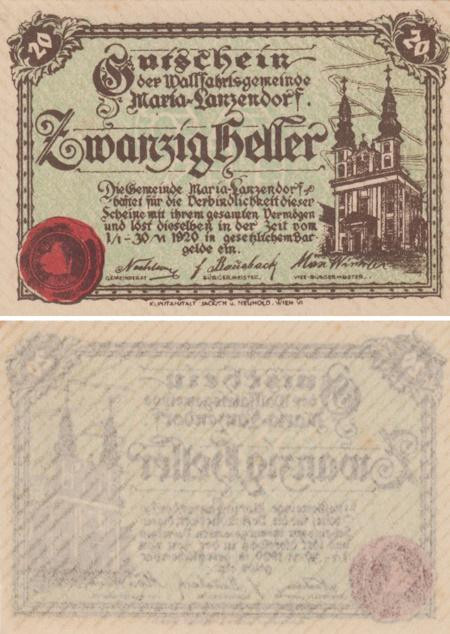 20
20
Gutschein
der Wallfahrtsgemeinde
Maria-Lanzendorf.
Zwanzig Heller
Die Gemeinde Maria-Lanzendorf
haftet für die Verbindlichkeit dieser
Scheine mit ihrem gesamten Vermögen
und löst dieselben in der Zeit vom
1/I-30/VI 1920 in gesetzlichem Bar
gelde ein.
GEMEINDERAT BÜRGERMEISTER. VICE-BÜRGERMEISTER.
KUNSTANSTALT U. NEUHOLD, WIEN VI